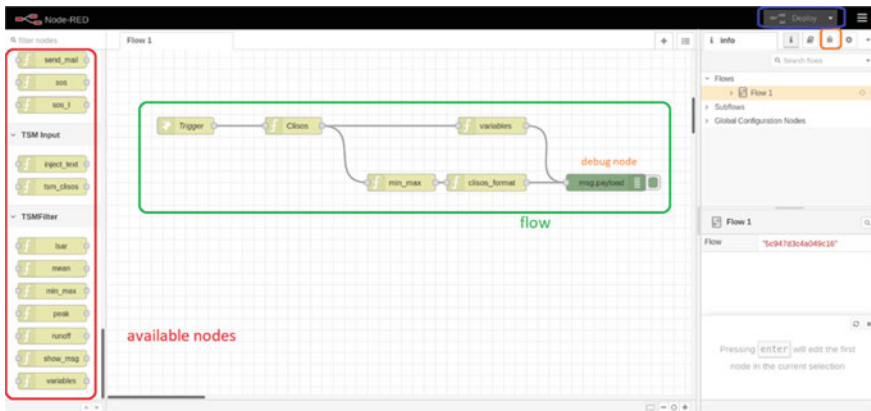 Node-RED
Deploy
filter nodes
send_mail
sos
sos_t
TSM Input
inject_text
tsm_clisos
TSMFilter
lsar
mean
min_max
peak
runoff
show_msg
variables
available nodes
Flow 1
Trigger
Clisos
variables
min_max
clisos_format
debug node
msg.payload
flow
i info
i
Search flows
Flows
Flow 1
Subflows
Global Configuration Nodes
Flow 1
Flow
"5c947d3c4a049c16"
Pressing enter will edit the first
node in the current selection